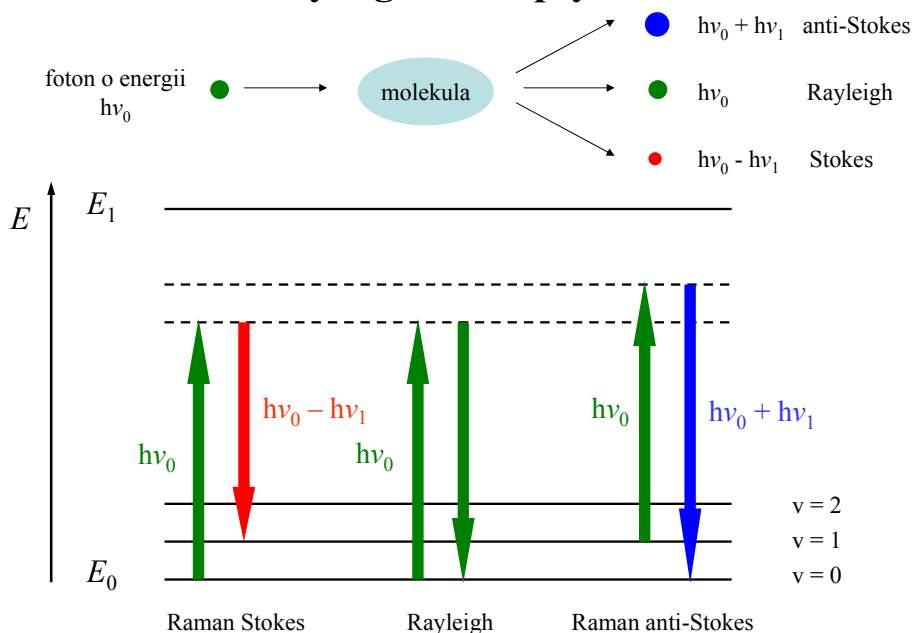 hν₀ + hν₁ anti-Stokes
foton o energii
hν₀
molekula
hν₀ Rayleigh
hν₀ - hν₁ Stokes
E
E₁
hν₀ – hν₁
hν₀
hν₀
hν₀
hν₀ + hν₁
v = 2
v = 1
E₀
v = 0
Raman Stokes
Rayleigh
Raman anti-Stokes